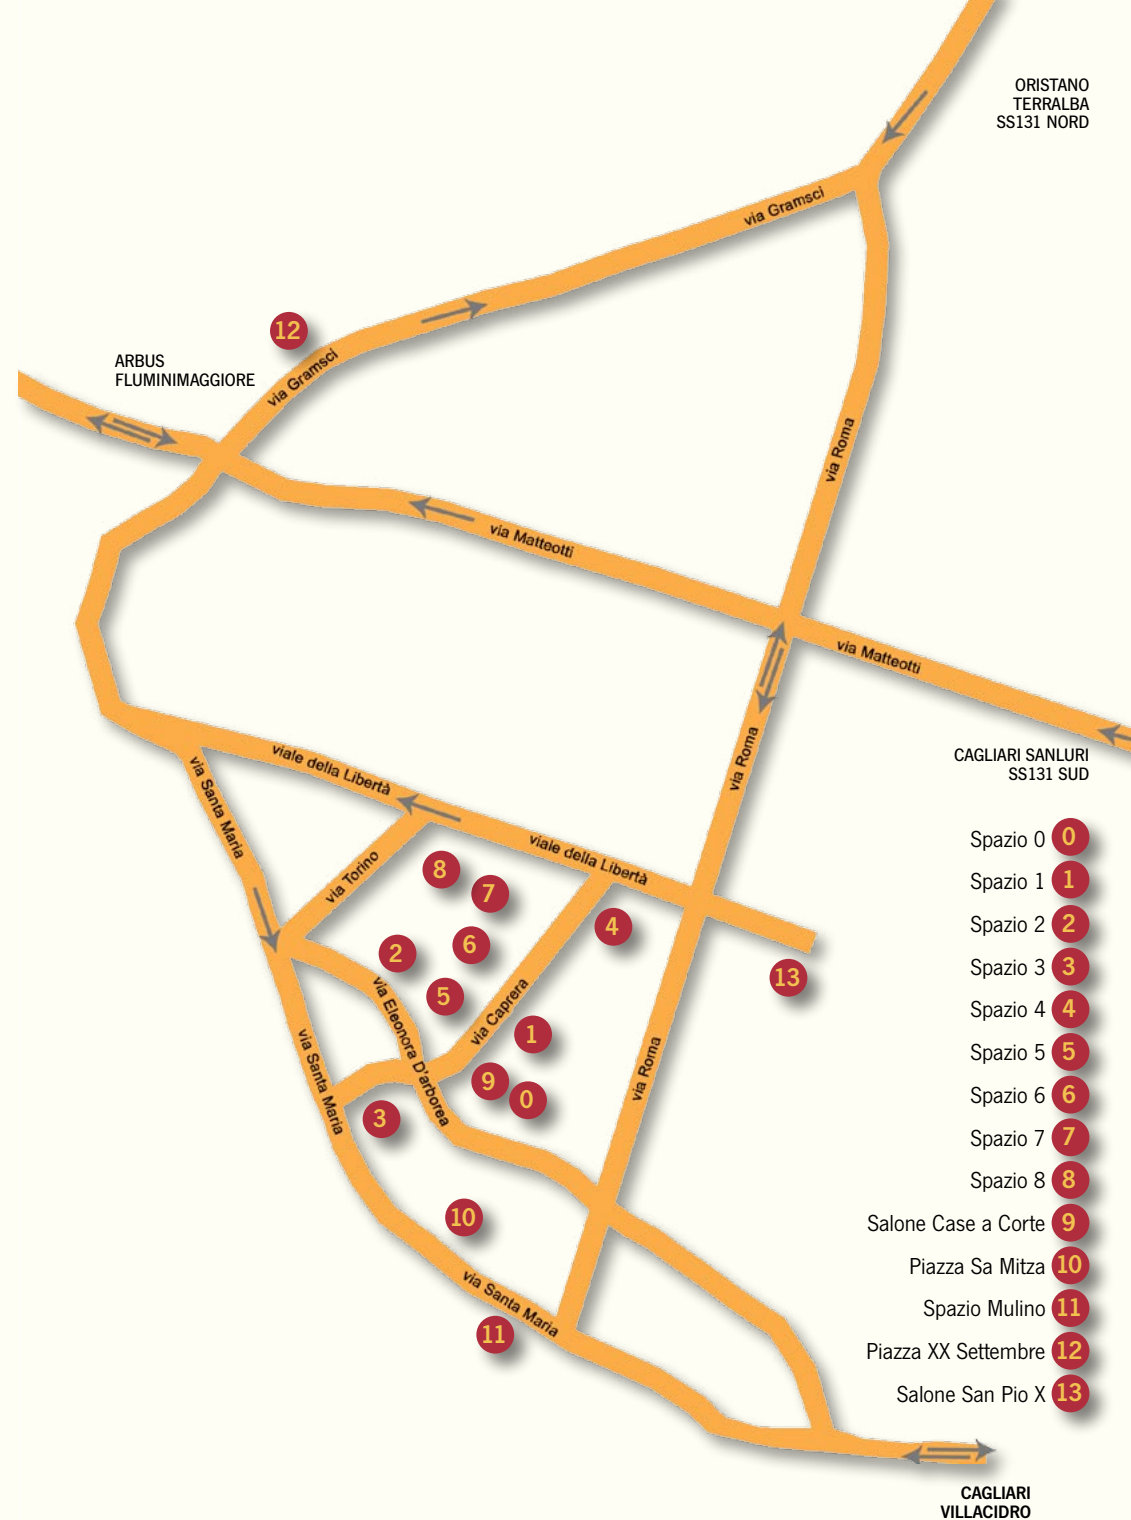 ORISTANO
TERRALBA
SS131 NORD
via Gramsci
12
via Gramsci
ARBUS
FLUMINIMAGGIORE
via Roma
via Matteotti
via Matteotti
via Roma
CAGLIARI SANLURI
SS131 SUD
via Santa Maria
viale della Libertà
viale della Libertà
via Torino
8
7
4
2
6
13
5
via Eleonora D'arborea
via Caprera
1
via Santa Maria
via Roma
9
0
3
10
via Santa Maria
11
Spazio 0 0
Spazio 1 1
Spazio 2 2
Spazio 3 3
Spazio 4 4
Spazio 5 5
Spazio 6 6
Spazio 7 7
Spazio 8 8
Salone Case a Corte 9
Piazza Sa Mitza 10
Spazio Mulino 11
Piazza XX Settembre 12
Salone San Pio X 13
CAGLIARI
VILLACIDRO